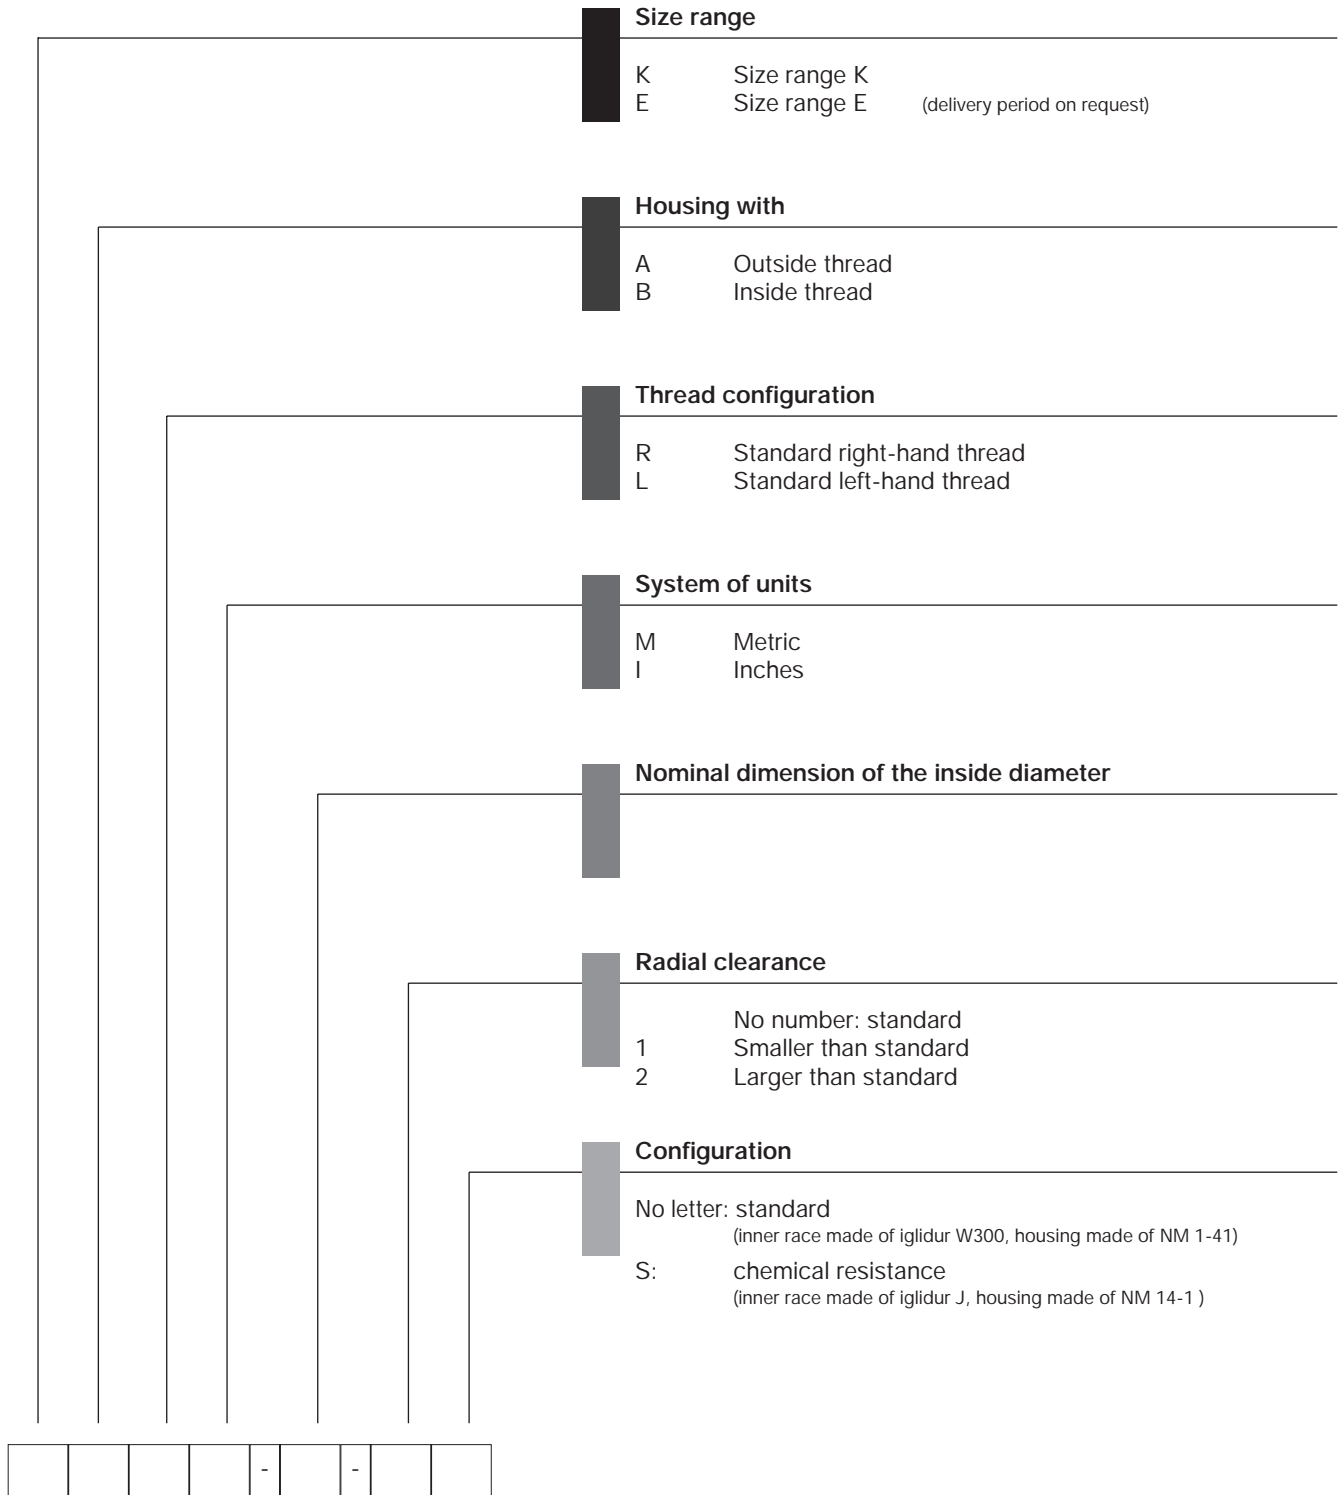 Size range
K Size range K
E Size range E (delivery period on request)
Housing with
A Outside thread
B Inside thread
Thread configuration
R Standard right-hand thread
L Standard left-hand thread
System of units
M Metric
I Inches
Nominal dimension of the inside diameter
Radial clearance
No number: standard
1 Smaller than standard
2 Larger than standard
Configuration
No letter: standard
(inner race made of iglidur W300, housing made of NM 1-41)
S: chemical resistance
(inner race made of iglidur J, housing made of NM 14-1 )
- -